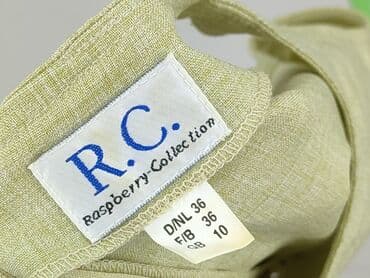 R.C.
Raspberry-Collection
D/NL 36
F/B 36
GB 10